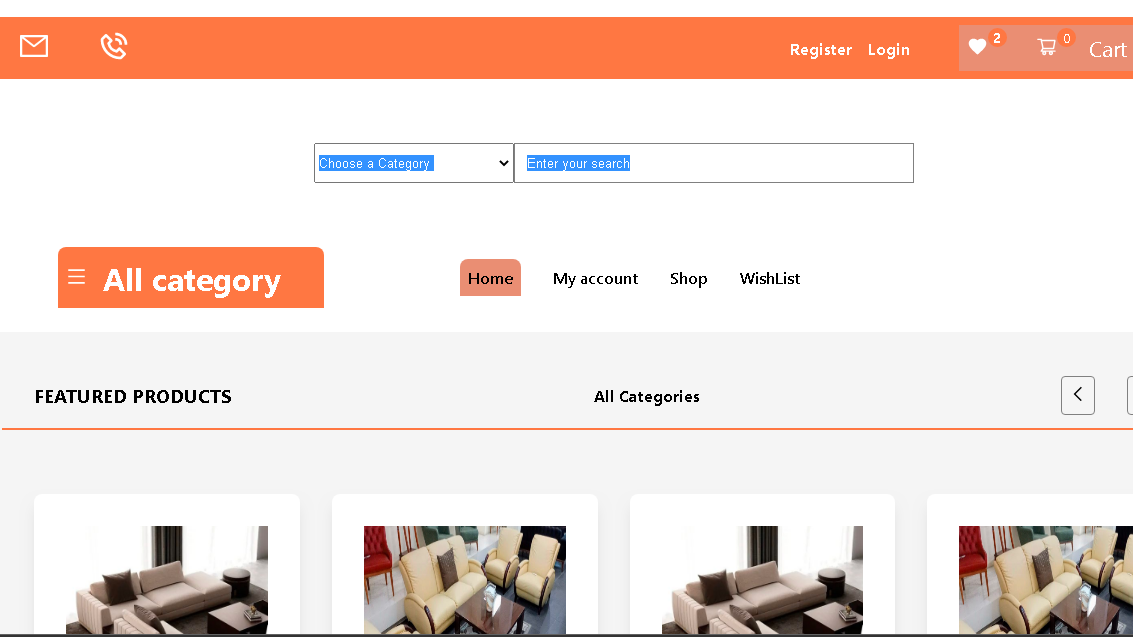 Register Login 2 0 Cart
Choose a Category Enter your search
All category Home My account Shop WishList
FEATURED PRODUCTS All Categories